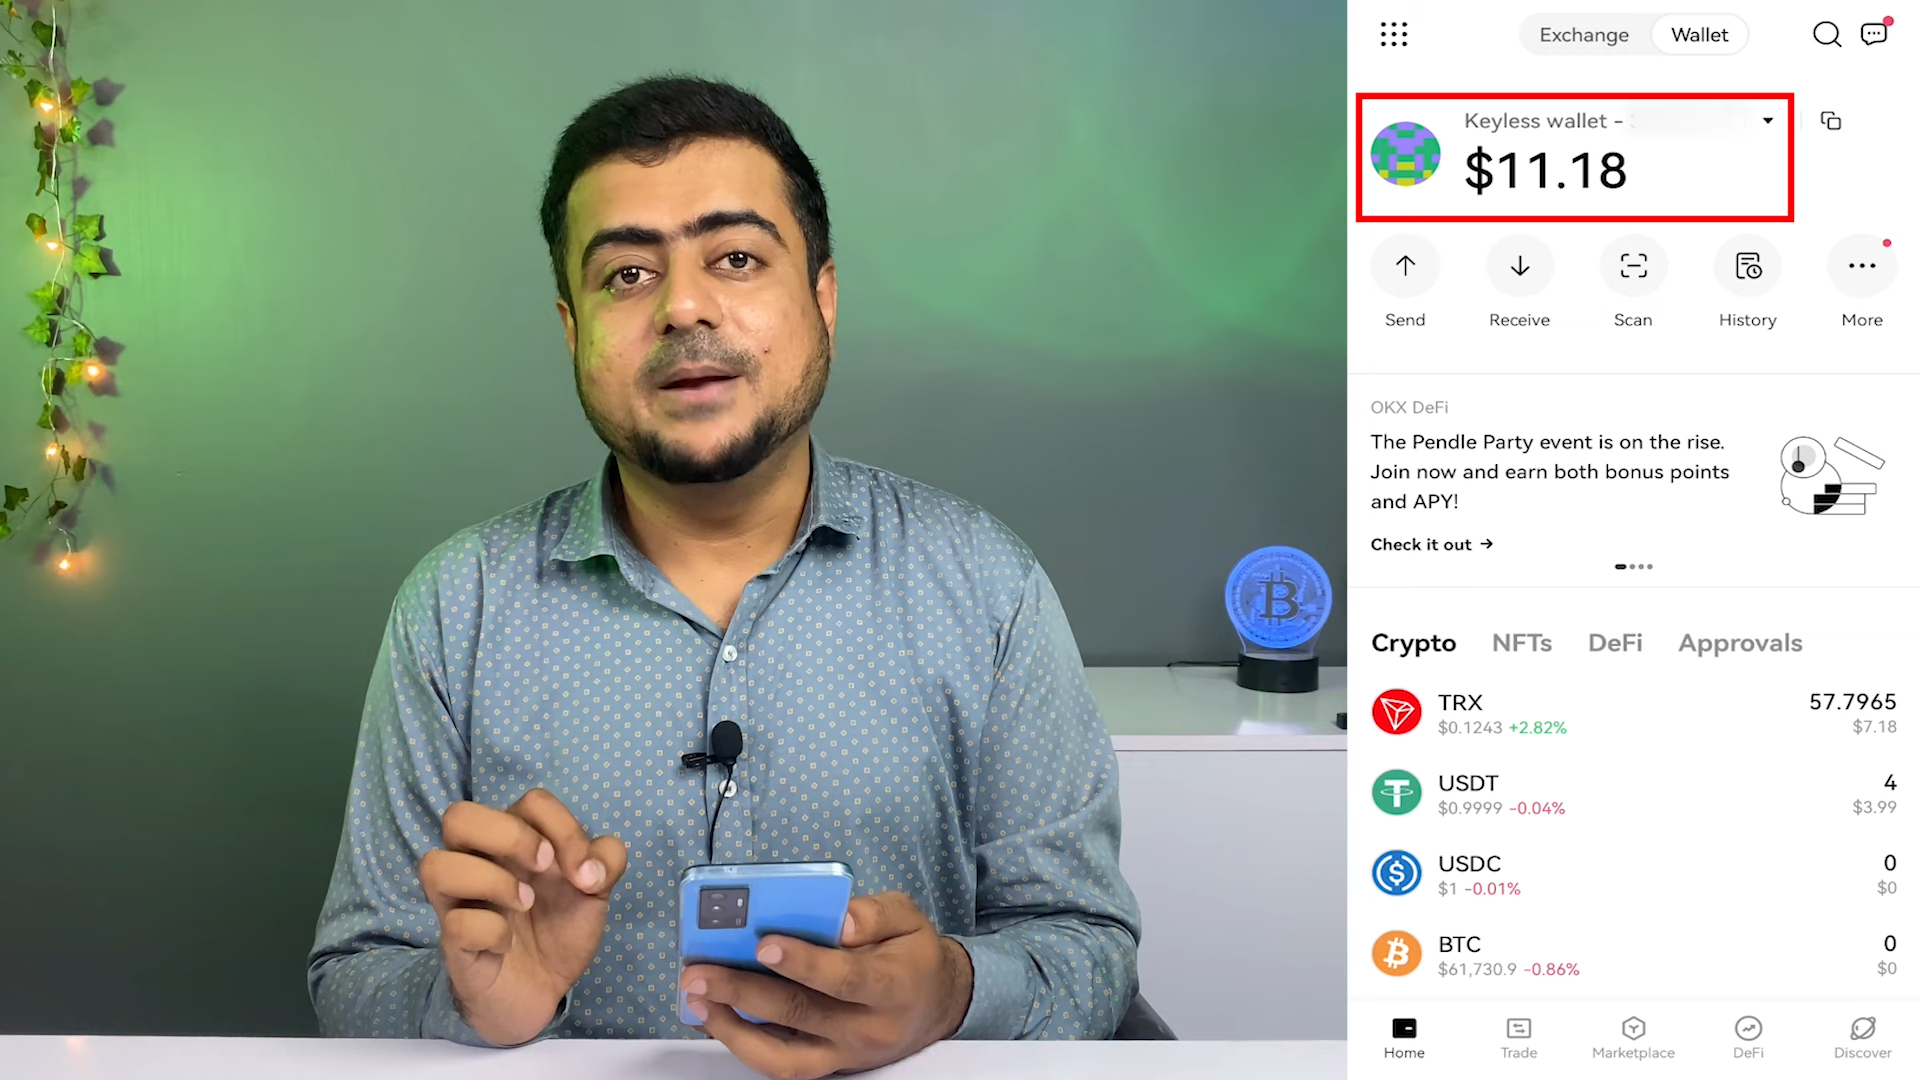 Exchange Wallet
Keyless wallet -
$11.18
Send Receive Scan History More
OKX DeFi
The Pendle Party event is on the rise.
Join now and earn both bonus points
and APY!
Check it out →
Crypto NFTs DeFi Approvals
TRX 57.7965
$0.1243 +2.82% $7.18
USDT 4
$0.9999 -0.04% $3.99
USDC 0
$1 -0.01% $0
BTC 0
$61,730.9 -0.86% $0
Home Trade Marketplace DeFi Discover